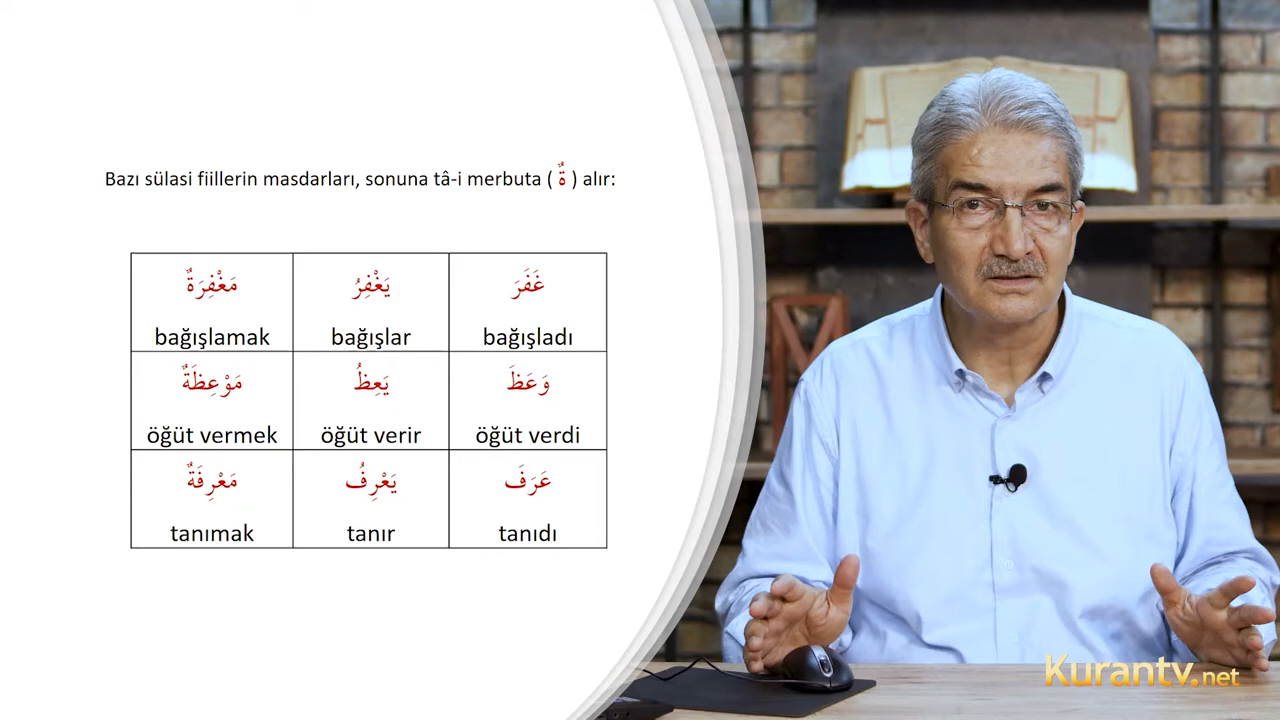 Bazı sülasi fiillerin masdarları, sonuna tâ-i merbuta ( ةٌ ) alır:
غَفَرَ يَغْفِرُ مَغْفِرَةٌ
bağışlamak bağışlar bağışladı
وَعَظَ يَعِظُ مَوْعِظَةٌ
öğüt vermek öğüt verir öğüt verdi
عَرَفَ يَعْرِفُ مَعْرِفَةٌ
tanımak tanır tanıdı
Kurantv.net